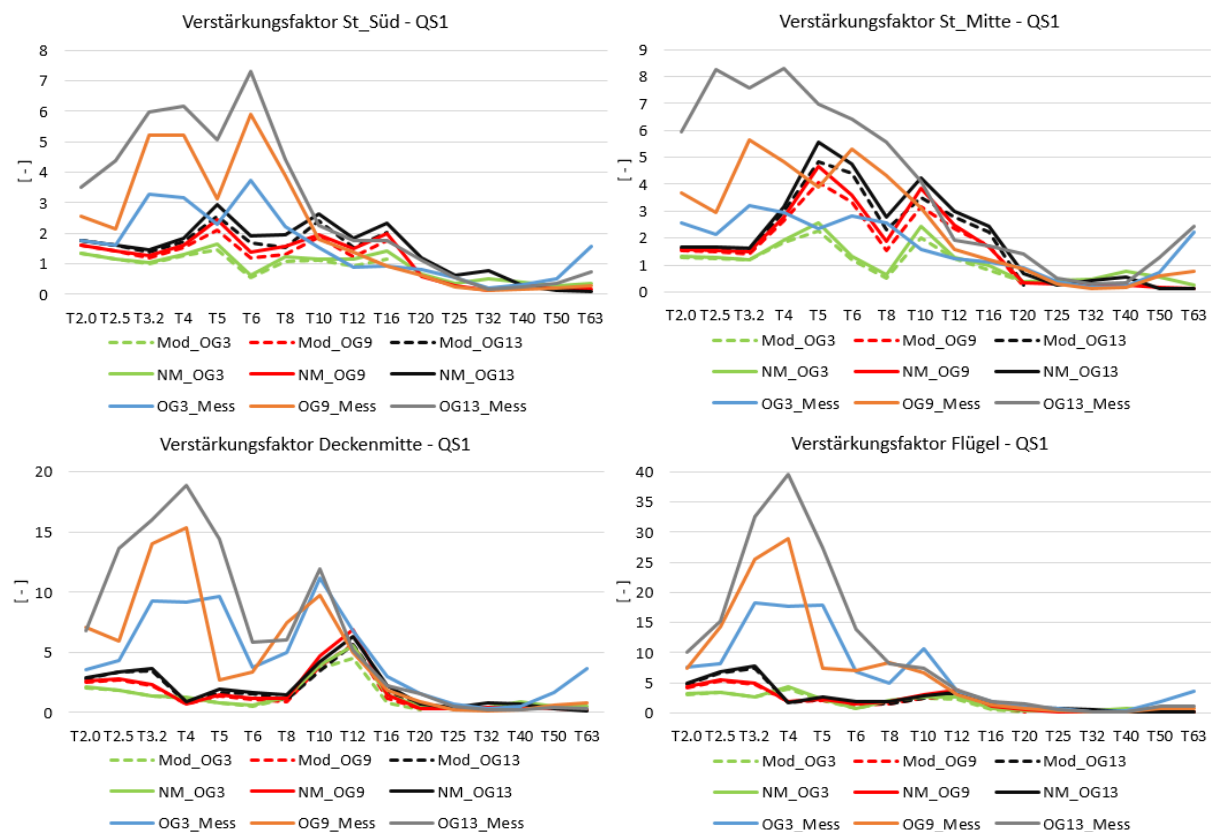 Verstärkungsfaktor St_Süd - QS1
8
7
6
5
4
3
2
1
0
[ - ]
T2.0 T2.5 T3.2 T4 T5 T6 T8 T10 T12 T16 T20 T25 T32 T40 T50 T63
Mod_OG3 Mod_OG9 Mod_OG13
NM_OG3 NM_OG9 NM_OG13
OG3_Mess OG9_Mess OG13_Mess
Verstärkungsfaktor St_Mitte - QS1
9
8
7
6
5
4
3
2
1
0
[ - ]
T2.0 T2.5 T3.2 T4 T5 T6 T8 T10 T12 T16 T20 T25 T32 T40 T50 T63
Mod_OG3 Mod_OG9 Mod_OG13
NM_OG3 NM_OG9 NM_OG13
OG3_Mess OG9_Mess OG13_Mess
Verstärkungsfaktor Deckenmitte - QS1
20
15
10
5
0
[ - ]
T2.0 T2.5 T3.2 T4 T5 T6 T8 T10 T12 T16 T20 T25 T32 T40 T50 T63
Mod_OG3 Mod_OG9 Mod_OG13
NM_OG3 NM_OG9 NM_OG13
OG3_Mess OG9_Mess OG13_Mess
Verstärkungsfaktor Flügel - QS1
40
35
30
25
20
15
10
5
0
[ - ]
T2.0 T2.5 T3.2 T4 T5 T6 T8 T10 T12 T16 T20 T25 T32 T40 T50 T63
Mod_OG3 Mod_OG9 Mod_OG13
NM_OG3 NM_OG9 NM_OG13
OG3_Mess OG9_Mess OG13_Mess